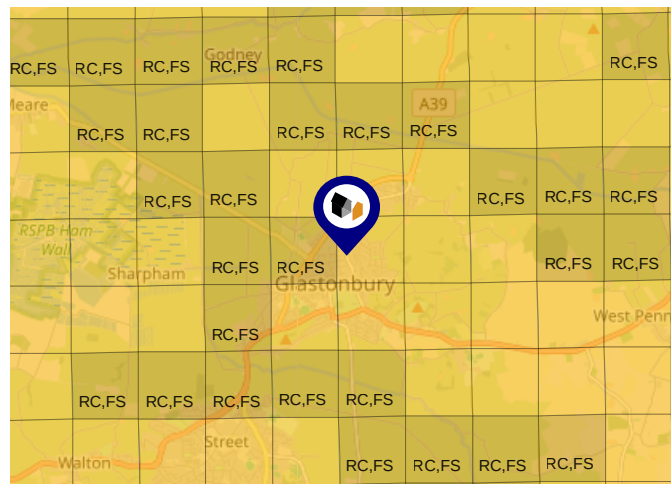 RC,FS RC,FS RC,FS RC,FS RC,FS RC,FS
Godney
Meare
A39
RC,FS RC,FS RC,FS RC,FS RC,FS
RC,FS RC,FS RC,FS RC,FS RC,FS
RSPB Ham
Wall
Sharpham
RC,FS RC,FS RC,FS RC,FS
Glastonbury
West Penn
RC,FS
RC,FS RC,FS RC,FS RC,FS RC,FS
Street
Walton
RC,FS RC,FS RC,FS RC,FS